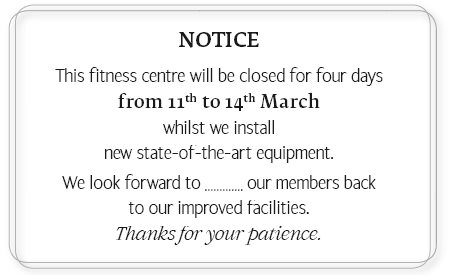 NOTICE
This fitness centre will be closed for four days
from 11th to 14th March
whilst we install
new state-of-the-art equipment.
We look forward to ............. our members back
to our improved facilities.
Thanks for your patience.